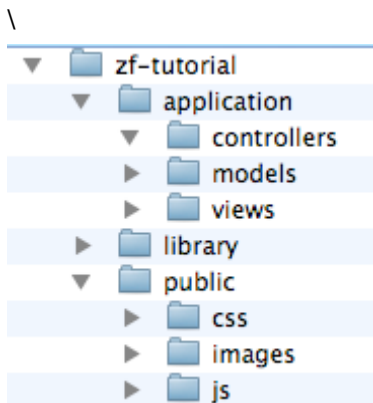 \
zf-tutorial
application
controllers
models
views
library
public
css
images
js